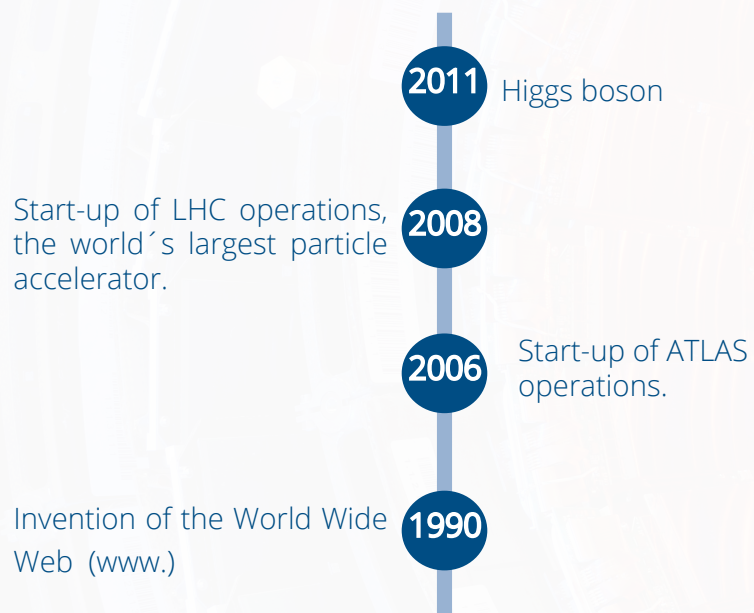 2011
Higgs boson
Start-up of LHC operations,
the world´s largest particle
accelerator.
2008
2006
Start-up of ATLAS
operations.
Invention of the World Wide
Web (www.)
1990